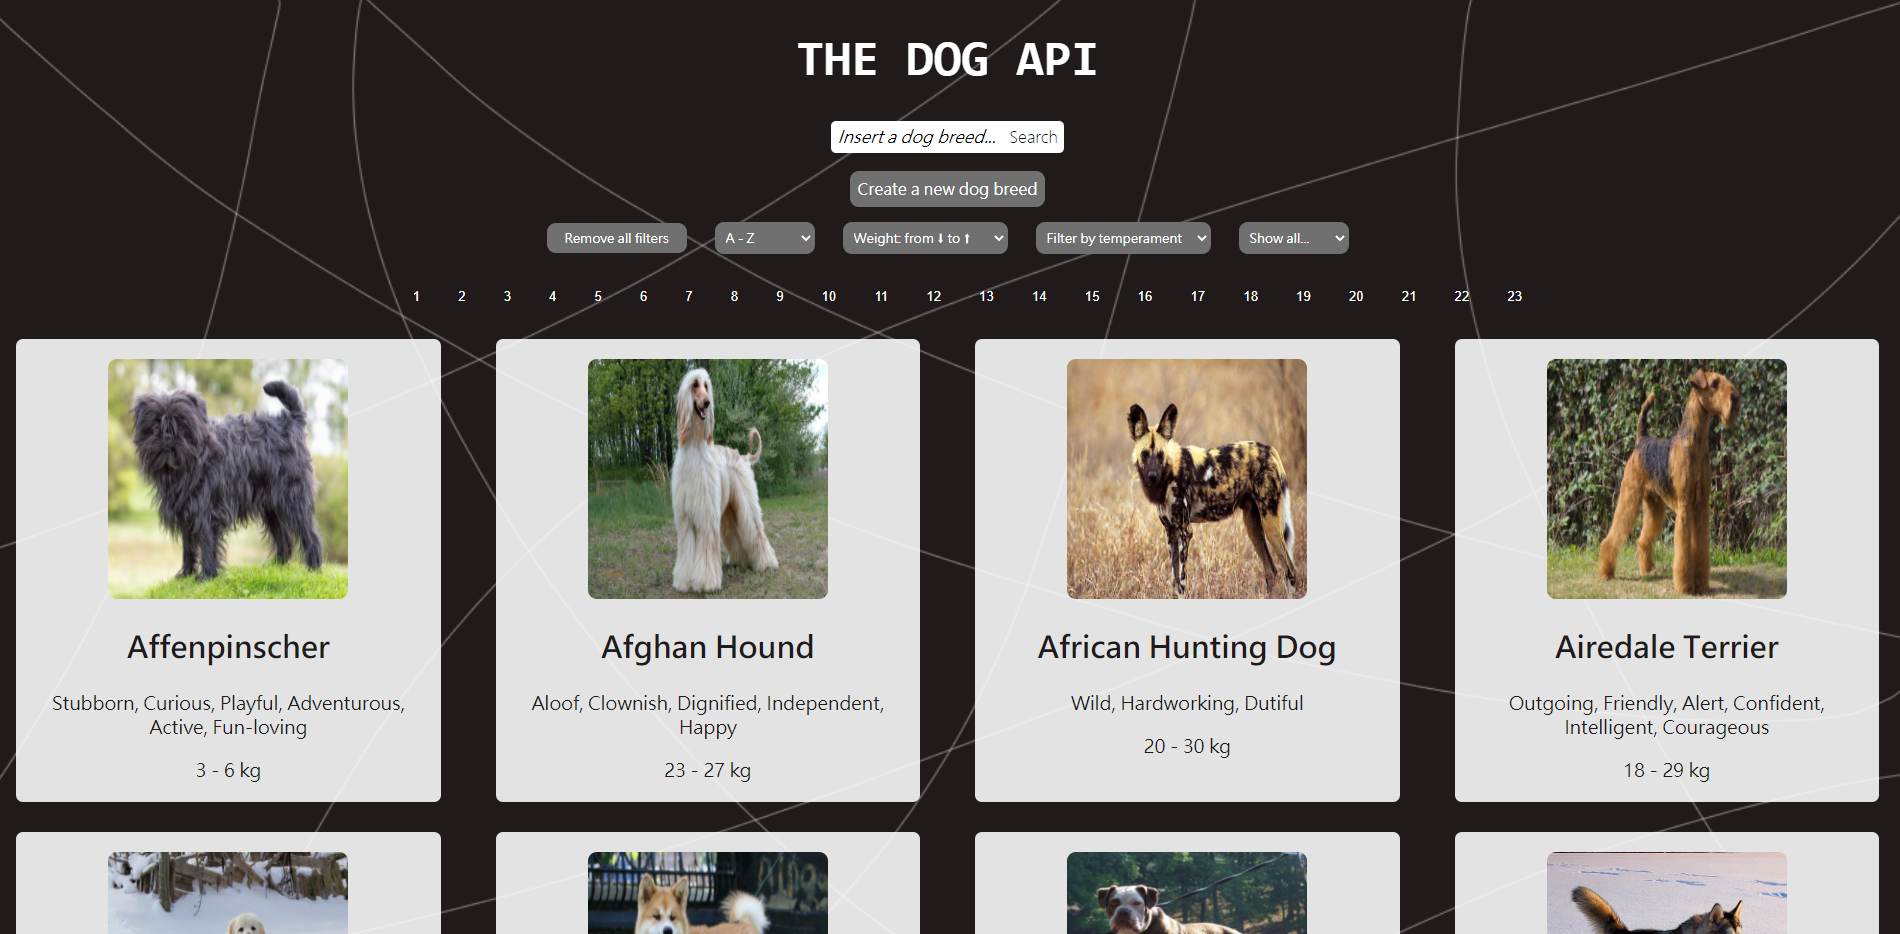 THE DOG API
Insert a dog breed... Search
Create a new dog breed
Remove all filters A - Z Weight: from ⬇ to ⬆ Filter by temperament Show all...
1 2 3 4 5 6 7 8 9 10 11 12 13 14 15 16 17 18 19 20 21 22 23
Affenpinscher
Stubborn, Curious, Playful, Adventurous,
Active, Fun-loving
3 - 6 kg
Afghan Hound
Aloof, Clownish, Dignified, Independent,
Happy
23 - 27 kg
African Hunting Dog
Wild, Hardworking, Dutiful
20 - 30 kg
Airedale Terrier
Outgoing, Friendly, Alert, Confident,
Intelligent, Courageous
18 - 29 kg